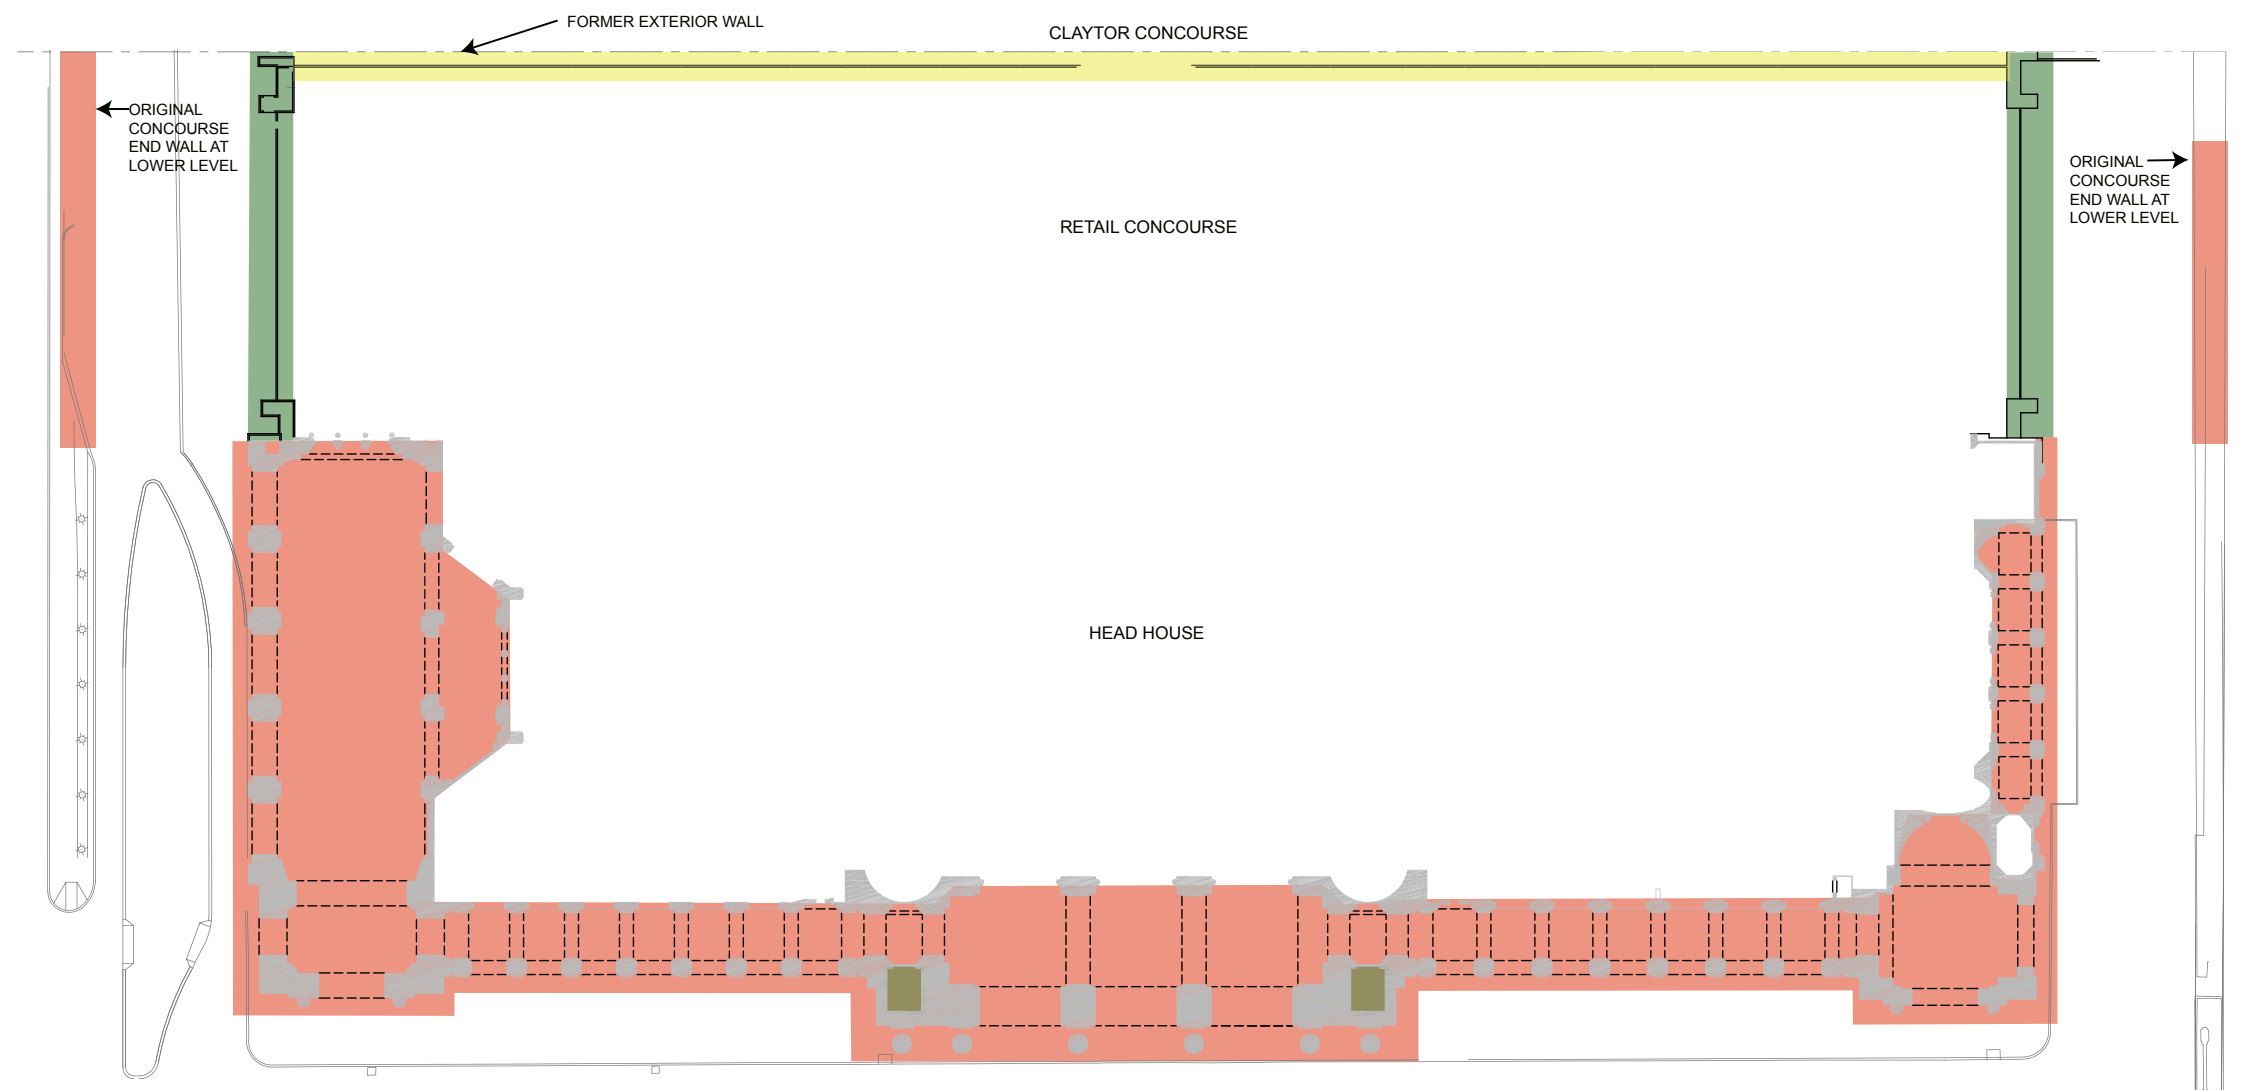 FORMER EXTERIOR WALL
CLAYTOR CONCOURSE
ORIGINAL
CONCOURSE
END WALL AT
LOWER LEVEL
ORIGINAL
CONCOURSE
END WALL AT
LOWER LEVEL
RETAIL CONCOURSE
HEAD HOUSE